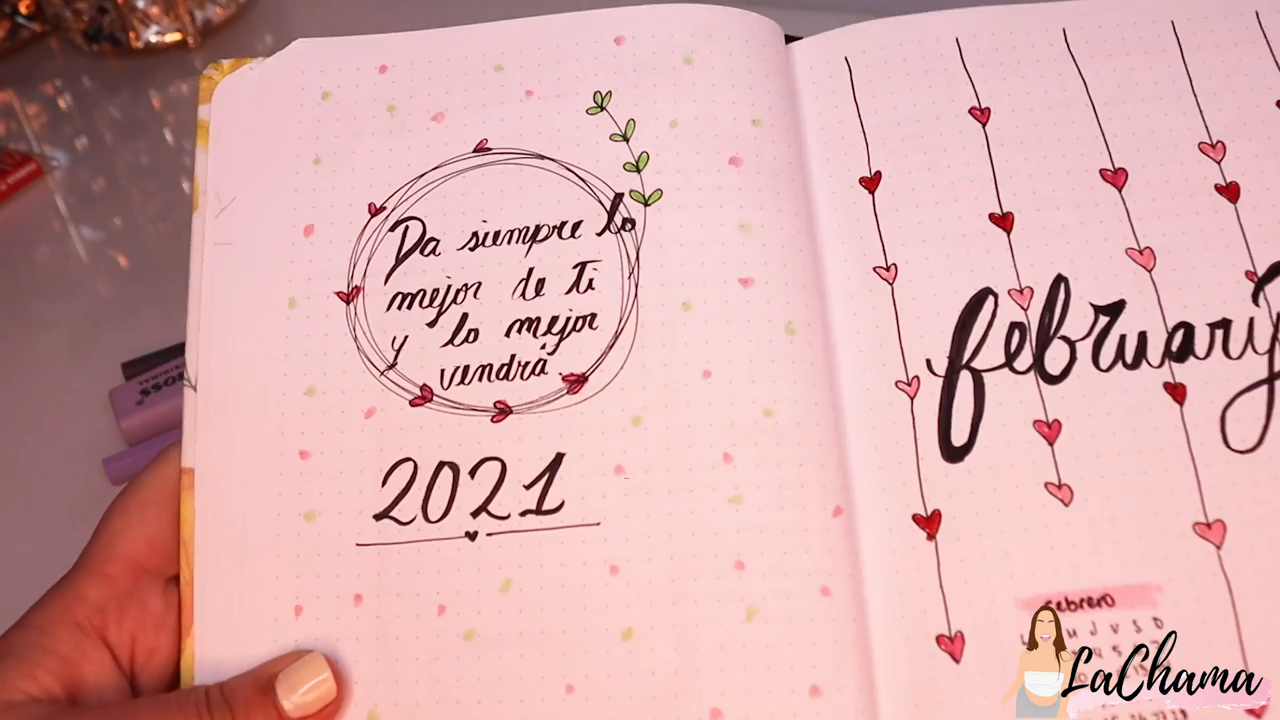 Da siempre lo
mejor de ti
y lo mejor
vendrá.
2021
february
febrero
LaChama